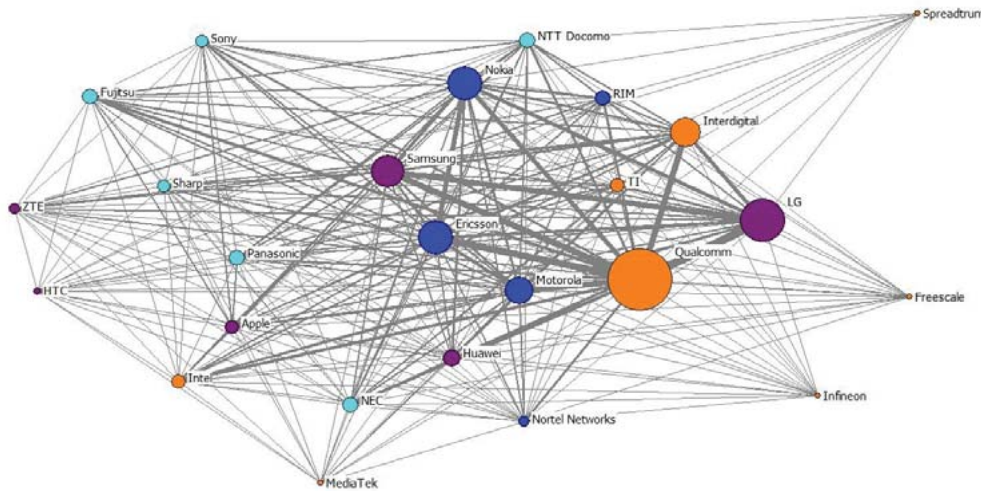 Spreadtrum
Sony
NTT Docomo
Nokia
Fujitsu
RIM
Interdigital
Samsung
Sharp
TI
LG
ZTE
Ericsson
Panasonic
Qualcomm
Motorola
HTC
Freescale
Apple
Huawei
Intel
Infineon
NEC
Nortel Networks
MediaTek